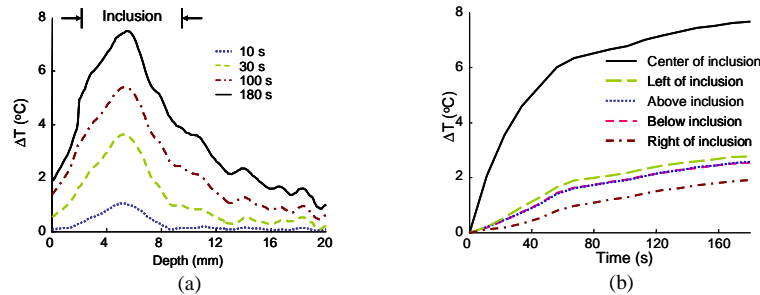 Inclusion
8
6
4
2
0
ΔT (ºC)
10 s
30 s
100 s
180 s
0 4 8 12 16 20
Depth (mm)
(a)
8
6
4
2
0
ΔT (ºC)
Center of inclusion
Left of inclusion
Above inclusion
Below inclusion
Right of inclusion
0 40 80 120 160
Time (s)
(b)